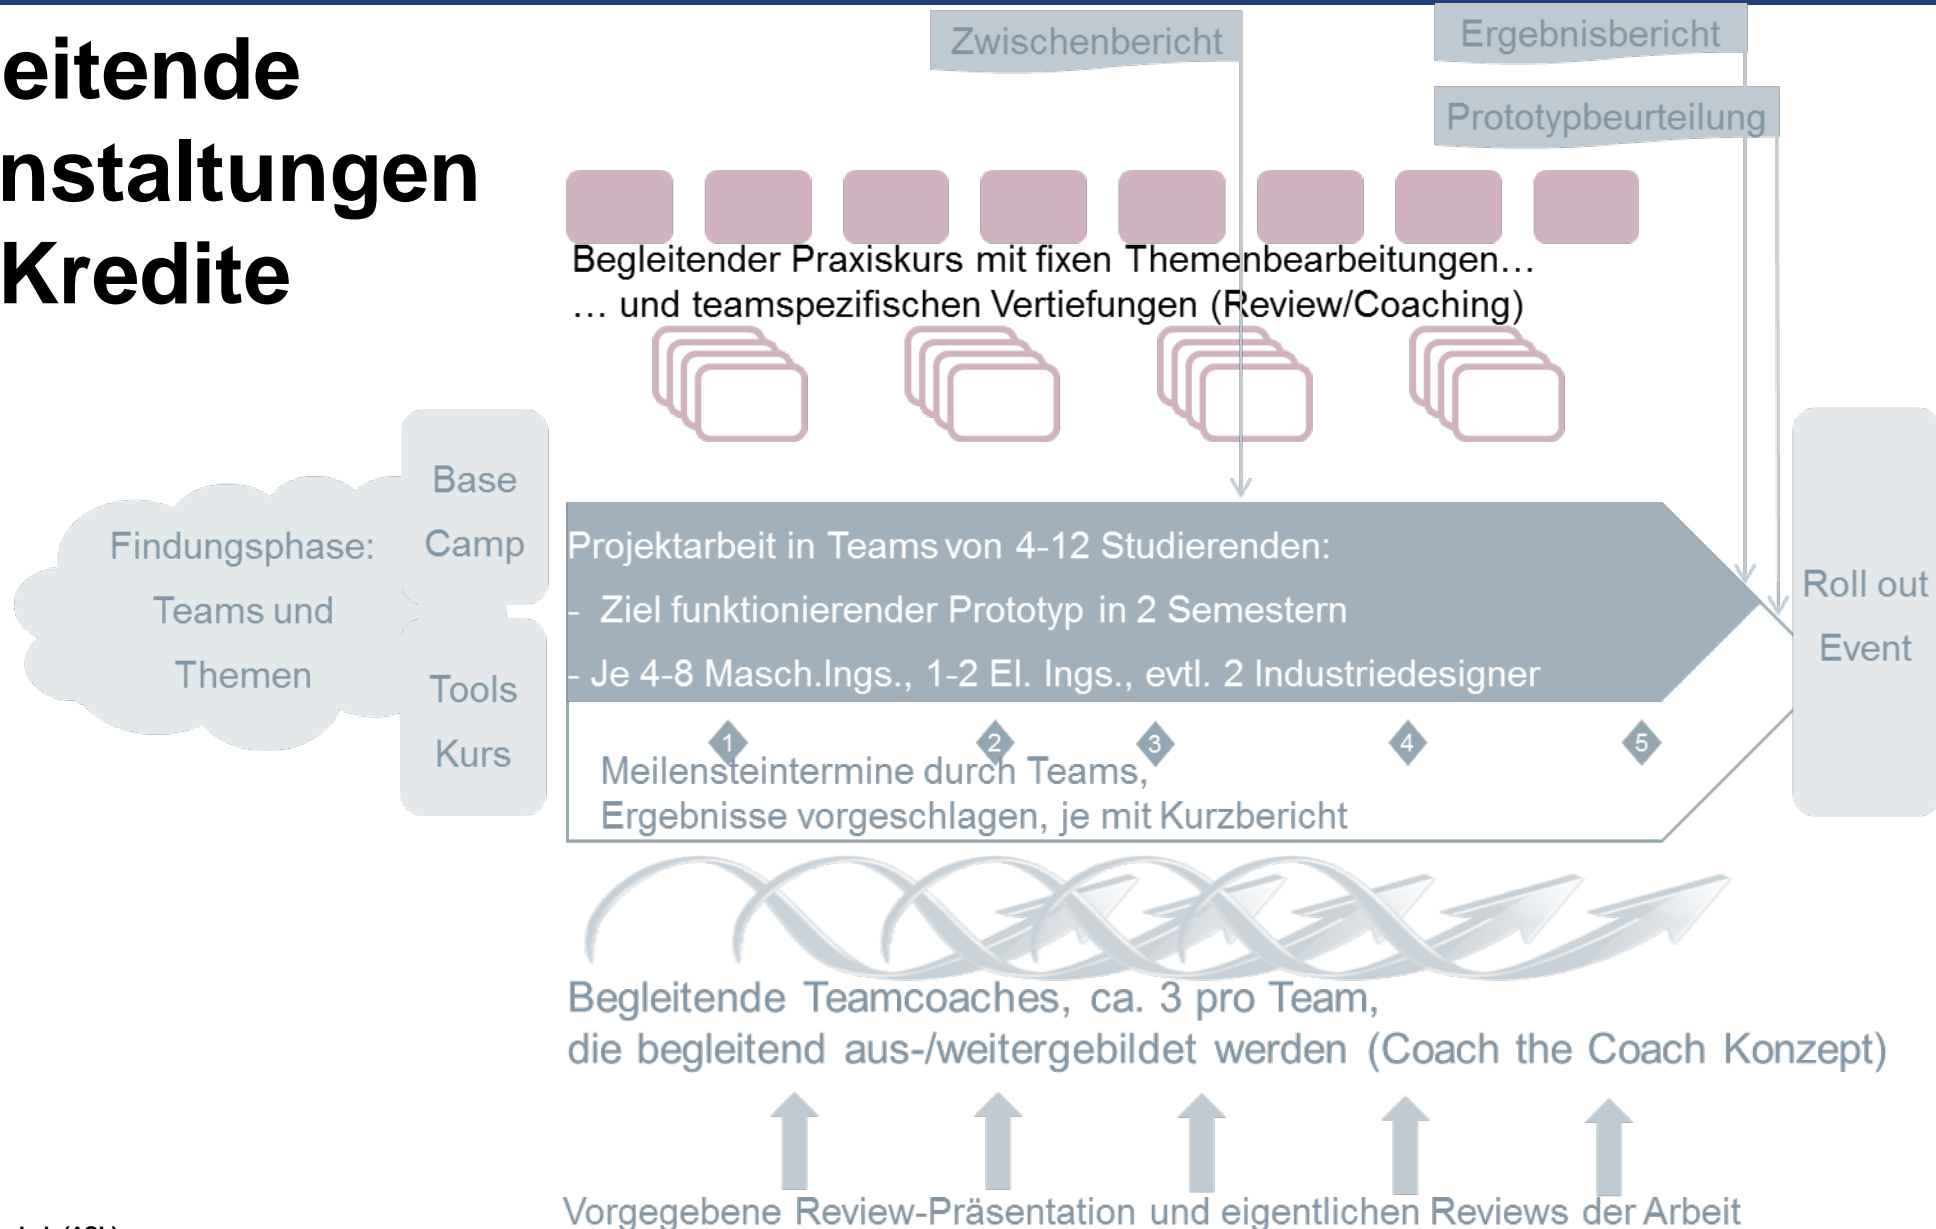 eitende
nstaltungen
Kredite
Zwischenbericht
Ergebnisbericht
Prototypbeurteilung
Begleitender Praxiskurs mit fixen Themenbearbeitungen…
… und teamspezifischen Vertiefungen (Review/Coaching)
Findungsphase:
Teams und
Themen
Base
Camp
Tools
Kurs
Projektarbeit in Teams von 4-12 Studierenden:
- Ziel funktionierender Prototyp in 2 Semestern
- Je 4-8 Masch.Ings., 1-2 El. Ings., evtl. 2 Industriedesigner
1 2 3 4 5
Meilensteintermine durch Teams,
Ergebnisse vorgeschlagen, je mit Kurzbericht
Roll out
Event
Begleitende Teamcoaches, ca. 3 pro Team,
die begleitend aus-/weitergebildet werden (Coach the Coach Konzept)
Vorgegebene Review-Präsentation und eigentlichen Reviews der Arbeit